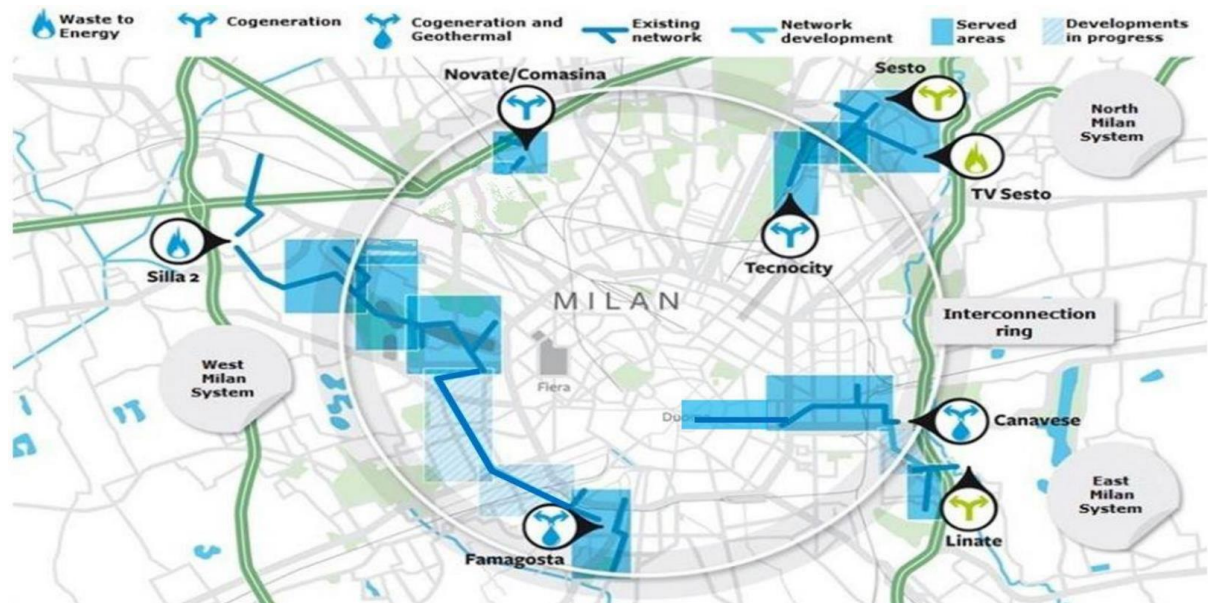 Waste to
Energy
Cogeneration
Cogeneration and
Geothermal
Existing
network
Network
development
Served
areas
Developments
in progress
Novate/Comasina
Sesto
North
Milan
System
TV Sesto
Silla 2
Tecnocity
MILAN
Interconnection
ring
West
Milan
System
Fiera
Canavese
East
Milan
System
Linate
Famagosta